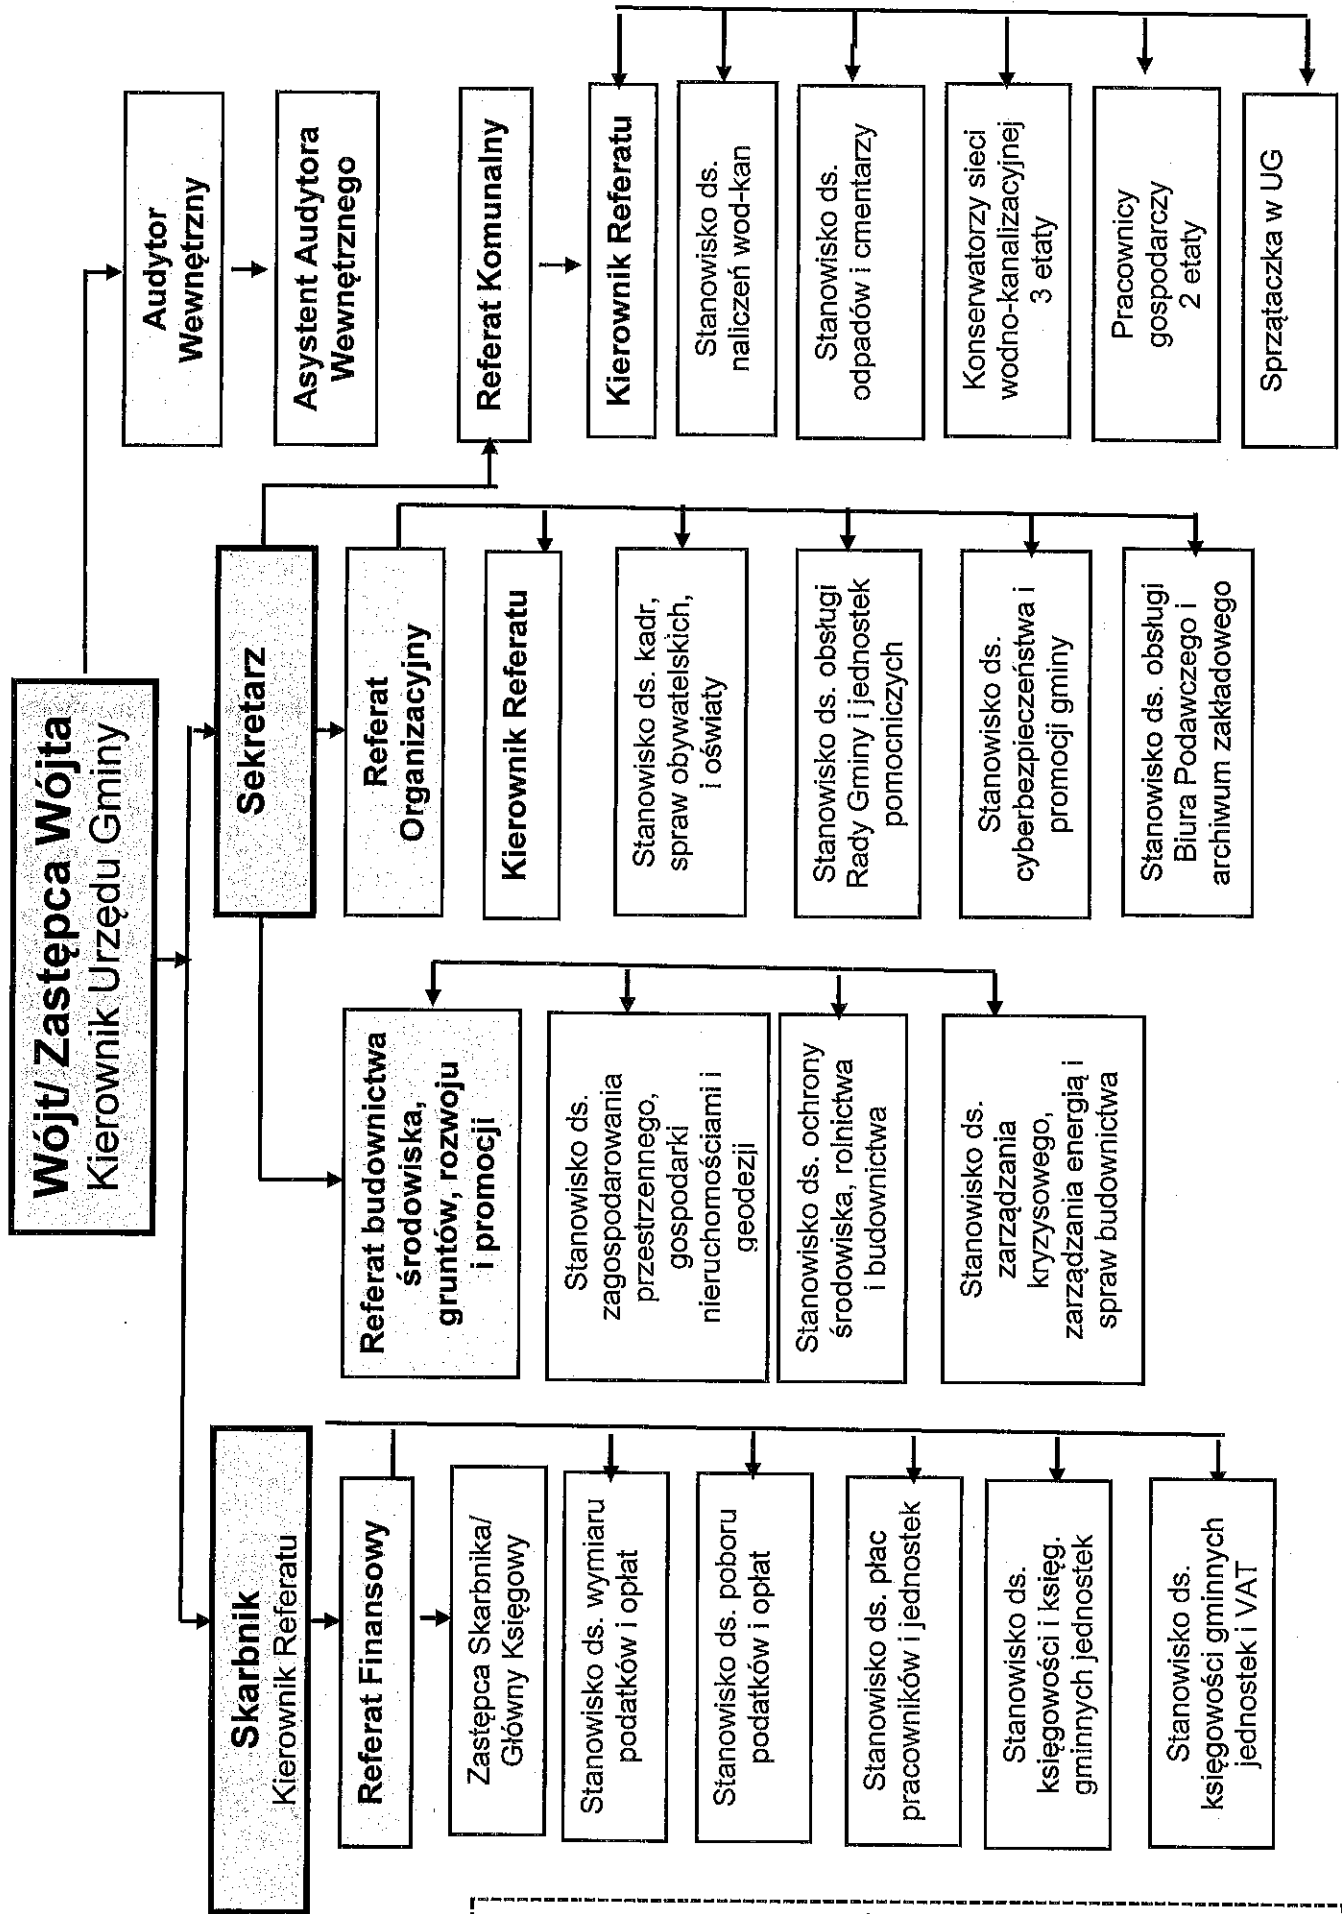 Wójt/ Zastępca Wójta
Kierownik Urzędu Gminy
Skarbnik
Kierownik Referatu
Referat Finansowy
Zastępca Skarbnika/
Główny Księgowy
Stanowisko ds. wymiaru
podatków i opłat
Stanowisko ds. poboru
podatków i opłat
Stanowisko ds. płac
pracowników i jednostek
Stanowisko ds.
księgowości i księg.
gminnych jednostek
Stanowisko ds.
księgowości gminnych
jednostek i VAT
Referat budownictwa
środowiska,
gruntów, rozwoju
i promocji
Stanowisko ds.
zagospodarowania
przestrzennego,
gospodarki
nieruchomościami i
geodezji
Stanowisko ds. ochrony
środowiska, rolnictwa
i budownictwa
Stanowisko ds.
zarządzania
kryzysowego,
zarządzania energią i
spraw budownictwa
Sekretarz
Referat
Organizacyjny
Kierownik Referatu
Stanowisko ds. kadr,
spraw obywatelskich,
i oświaty
Stanowisko ds. obsługi
Rady Gminy i jednostek
pomocniczych
Stanowisko ds.
cyberbezpieczeństwa i
promocji gminy
Stanowisko ds. obsługi
Biura Podawczego i
archiwum zakładowego
Audytor
Wewnętrzny
Asystent Audytora
Wewnętrznego
Referat Komunalny
Kierownik Referatu
Stanowisko ds.
naliczeń wod-kan
Stanowisko ds.
odpadów i cmentarzy
Konserwatorzy sieci
wodno-kanalizacyjnej
3 etaty
Pracownicy
gospodarczy
2 etaty
Sprzątaczka w UG